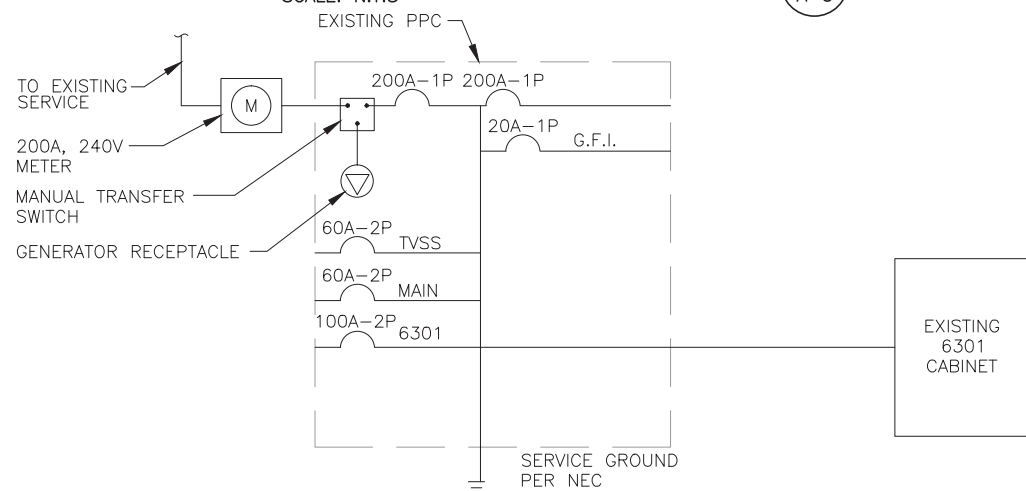 EXISTING PPC
TO EXISTING
SERVICE
200A-1P 200A-1P
M
20A-1P
G.F.I.
200A, 240V
METER
MANUAL TRANSFER
SWITCH
GENERATOR RECEPTACLE
60A-2P
TVSS
60A-2P
MAIN
100A-2P
6301
EXISTING
6301
CABINET
SERVICE GROUND
PER NEC